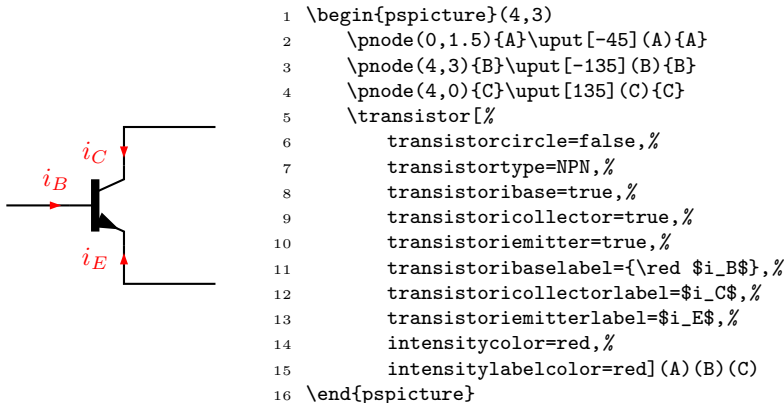 i_C
i_B
i_E
1 \begin{pspicture}(4,3)
2     \pnode(0,1.5){A}\uput[-45](A){A}
3     \pnode(4,3){B}\uput[-135](B){B}
4     \pnode(4,0){C}\uput[135](C){C}
5     \transistor[%
6         transistorcircle=false,%
7         transistortype=NPN,%
8         transistoribase=true,%
9         transistoricollector=true,%
10         transistoriemitter=true,%
11         transistoribaselabel={\red $i_B$},%
12         transistoricollectorlabel=$i_C$,%
13         transistoriemitterlabel=$i_E$,%
14         intensitycolor=red,%
15         intensitylabelcolor=red](A)(B)(C)
16 \end{pspicture}